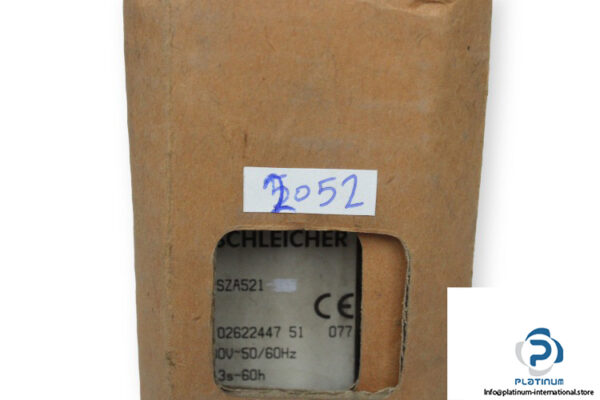 2052
SCHLEICHER
SZA521-
CE
02622447 51 077
0V~50/60Hz
3s-60h
PLATINUM
Info@platinum-international.store